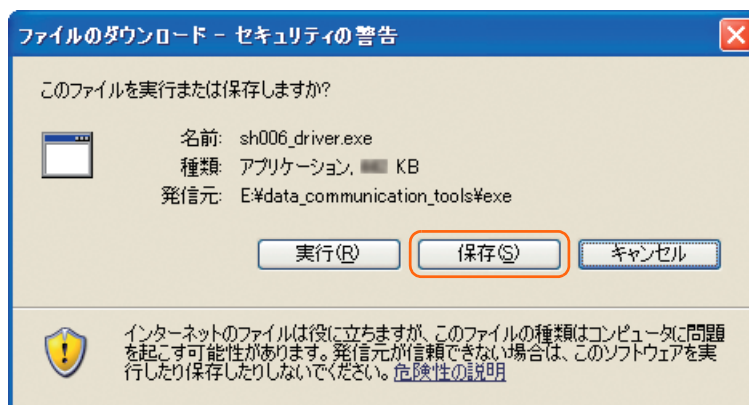 ファイルのダウンロード - セキュリティの警告
このファイルを実行または保存しますか?
名前: sh006_driver.exe
種類: アプリケーション, KB
発信元: E:¥data_communication_tools¥exe
実行(R) 保存(S) キャンセル
インターネットのファイルは役に立ちますが、このファイルの種類はコンピュータに問題
を起こす可能性があります。発信元が信頼できない場合は、このソフトウェアを実
行したり保存したりしないでください。危険性の説明